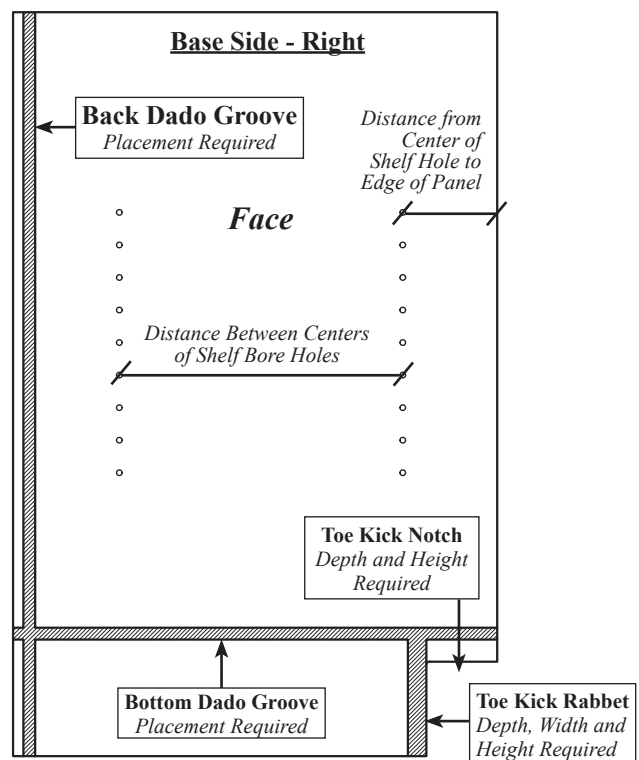 Base Side - Right
Back Dado Groove
Placement Required
Distance from
Center of
Shelf Hole to
Edge of Panel
Face
Distance Between Centers
of Shelf Bore Holes
Toe Kick Notch
Depth and Height
Required
Bottom Dado Groove
Placement Required
Toe Kick Rabbet
Depth, Width and
Height Required